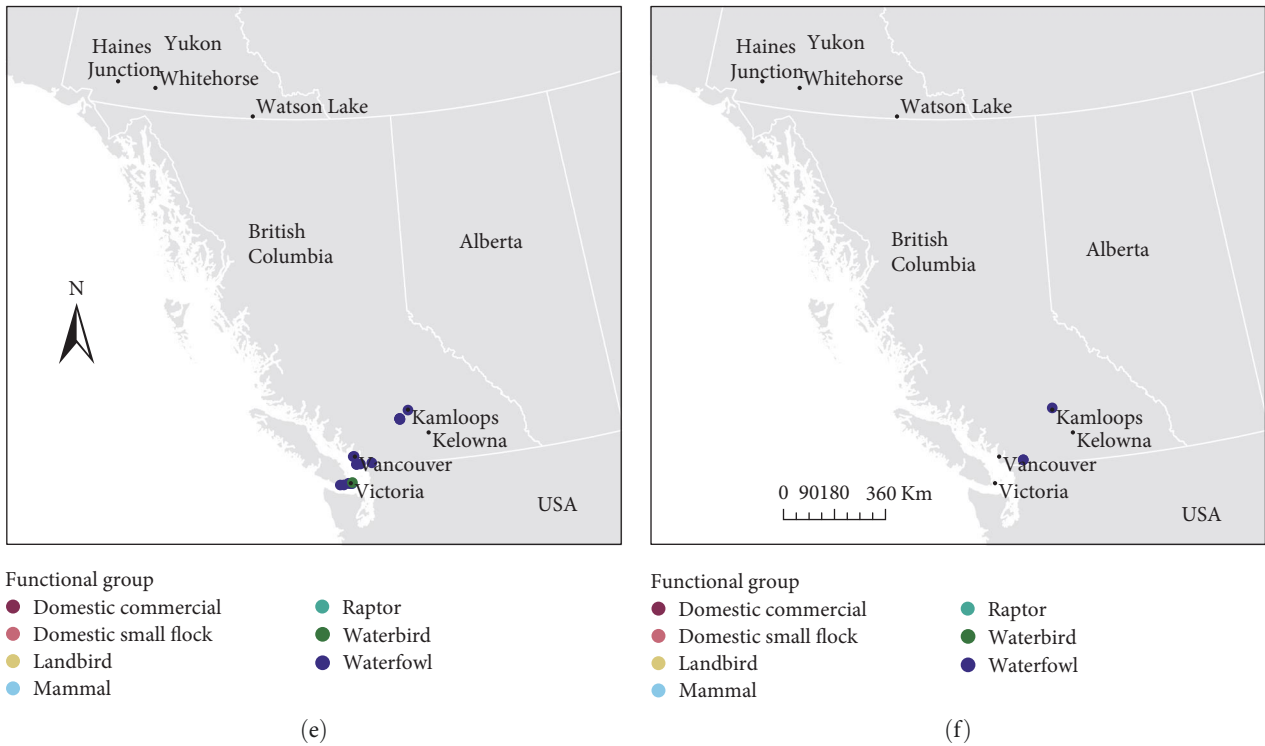 Haines
Junction
Yukon
Whitehorse
Watson Lake
British
Columbia
Alberta
N
Kamloops
Kelowna
Vancouver
Victoria
USA
Functional group
Domestic commercial
Domestic small flock
Landbird
Mammal
Raptor
Waterbird
Waterfowl
(e)
Haines
Junction
Yukon
Whitehorse
Watson Lake
British
Columbia
Alberta
Kamloops
Kelowna
Vancouver
Victoria
0 90180 360 Km
USA
Functional group
Domestic commercial
Domestic small flock
Landbird
Mammal
Raptor
Waterbird
Waterfowl
(f)